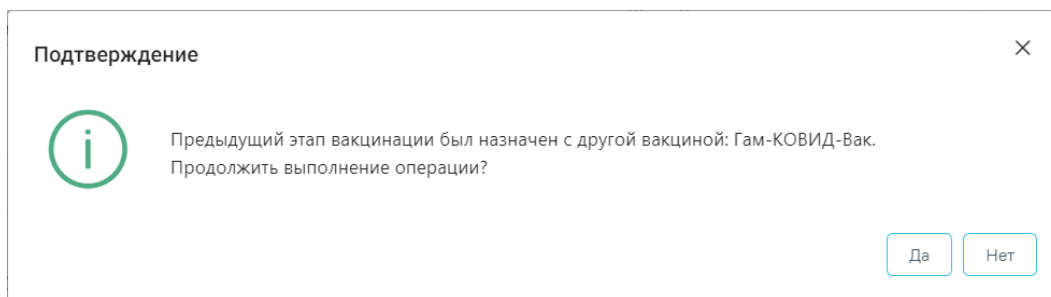 Подтверждение
Предыдущий этап вакцинации был назначен с другой вакциной: Гам-КОВИД-Вак.
Продолжить выполнение операции?
Да Нет